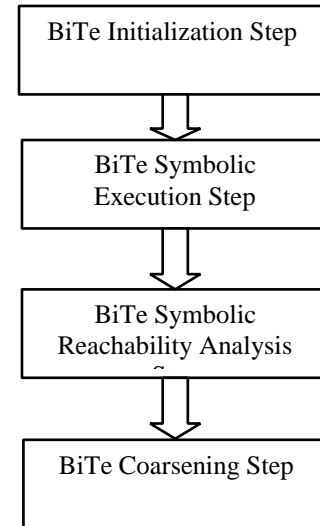 BiTe Initialization Step
BiTe Symbolic
Execution Step
BiTe Symbolic
Reachability Analysis
BiTe Coarsening Step